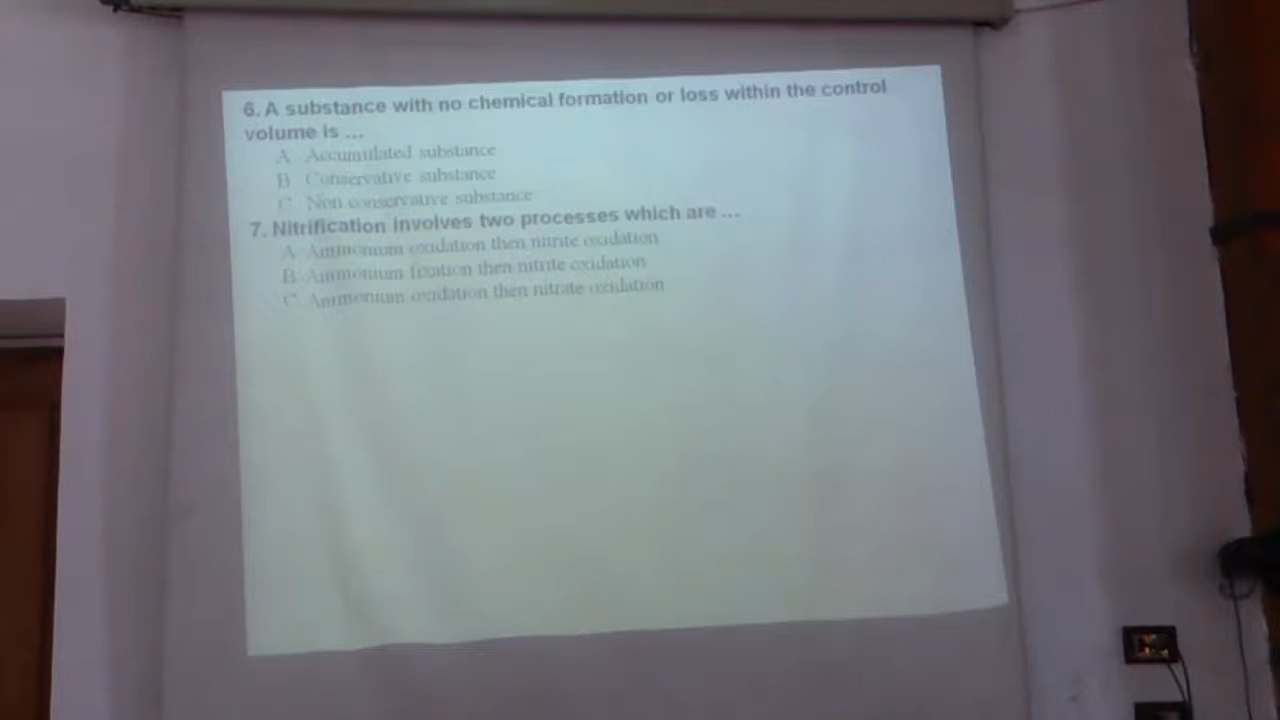 6. A substance with no chemical formation or loss within the control
volume is ...
A Accumulated substance
B Conservative substance
C Non conservative substance
7. Nitrification involves two processes which are ...
A Ammonium oxidation then nitrite oxidation
B Ammonium fixation then nitrite oxidation
C Ammonium oxidation then nitrate oxidation